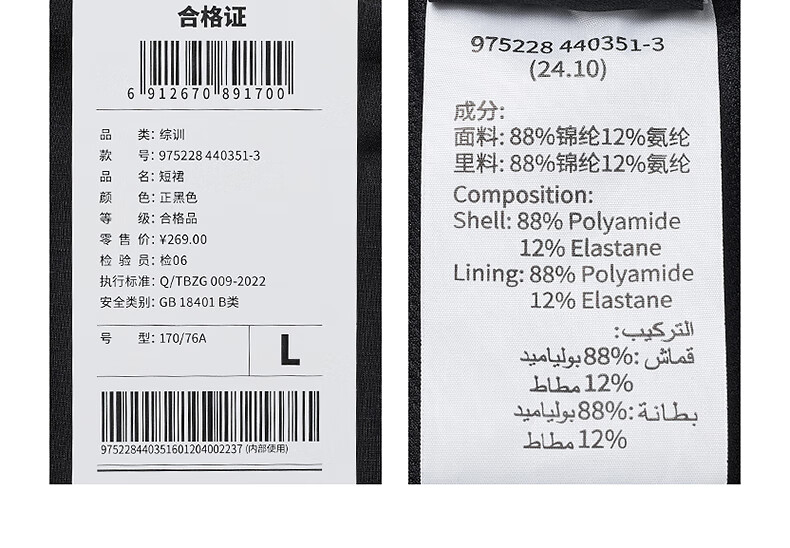 合格证
6 912670 891700
品 类: 综训
款 号: 975228 440351-3
品 名: 短裙
颜 色: 正黑色
等 级: 合格品
零 售 价: ¥269.00
检 验 员: 检06
执行标准: Q/TBZG 009-2022
安全类别: GB 18401 B类
号 型: 170/76A
L
975228440351601204002237 (内部使用)
975228 440351-3
(24.10)
成分:
面料: 88%锦纶12%氨纶
里料: 88%锦纶12%氨纶
Composition:
Shell: 88% Polyamide
12% Elastane
Lining: 88% Polyamide
12% Elastane
التركيب:
قماش: 88% بولياميد
12% مطاط
بطانة: 88% بولياميد
12% مطاط